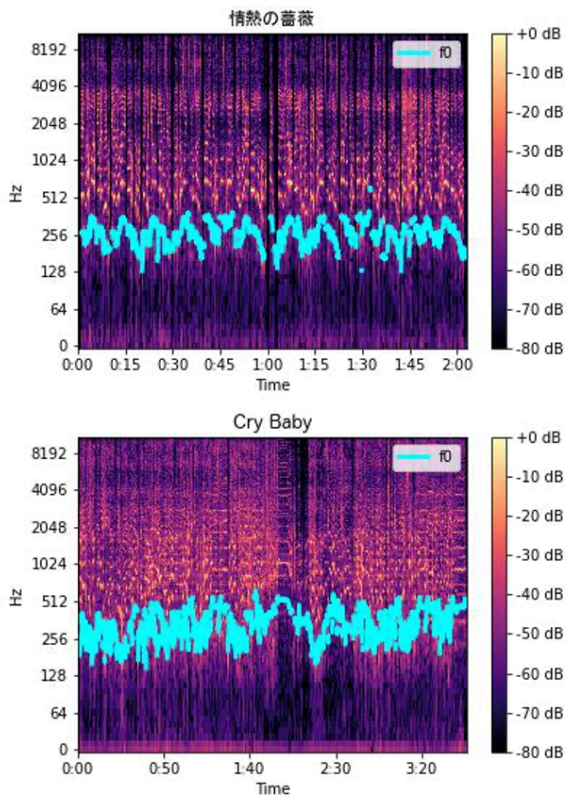 情熱の薔薇
8192
4096
2048
1024
512
256
128
64
0
Hz
f0
0:00 0:15 0:30 0:45 1:00 1:15 1:30 1:45 2:00
Time
+0 dB
-10 dB
-20 dB
-30 dB
-40 dB
-50 dB
-60 dB
-70 dB
-80 dB
Cry Baby
8192
4096
2048
1024
512
256
128
64
0
Hz
f0
0:00 0:50 1:40 2:30 3:20
Time
+0 dB
-10 dB
-20 dB
-30 dB
-40 dB
-50 dB
-60 dB
-70 dB
-80 dB